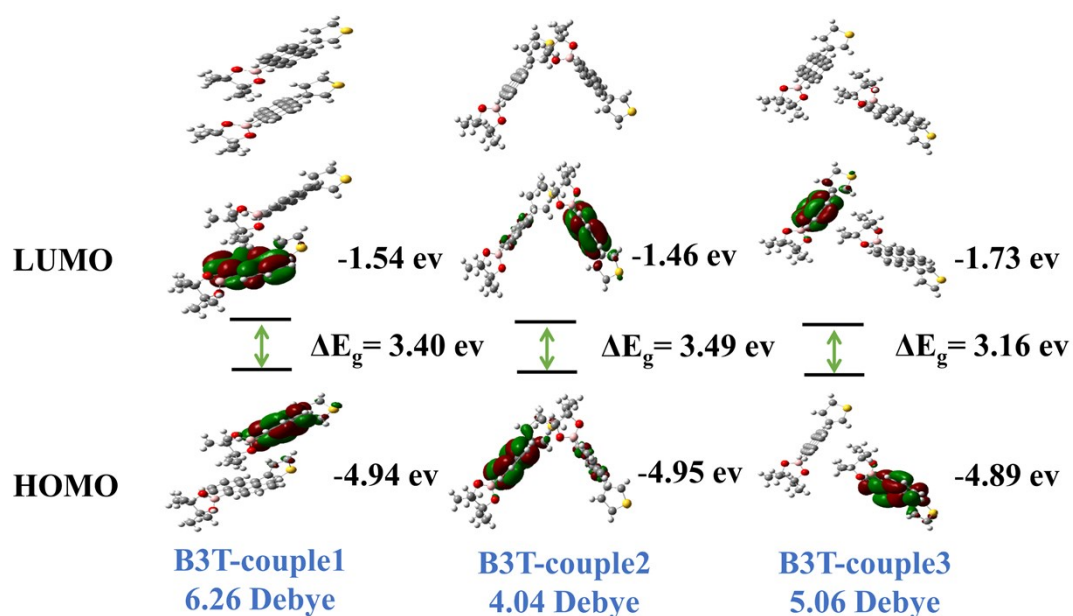 LUMO
-1.54 ev
-1.46 ev
-1.73 ev
ΔEg= 3.40 ev
ΔEg= 3.49 ev
ΔEg= 3.16 ev
HOMO
-4.94 ev
-4.95 ev
-4.89 ev
B3T-couple1
6.26 Debye
B3T-couple2
4.04 Debye
B3T-couple3
5.06 Debye